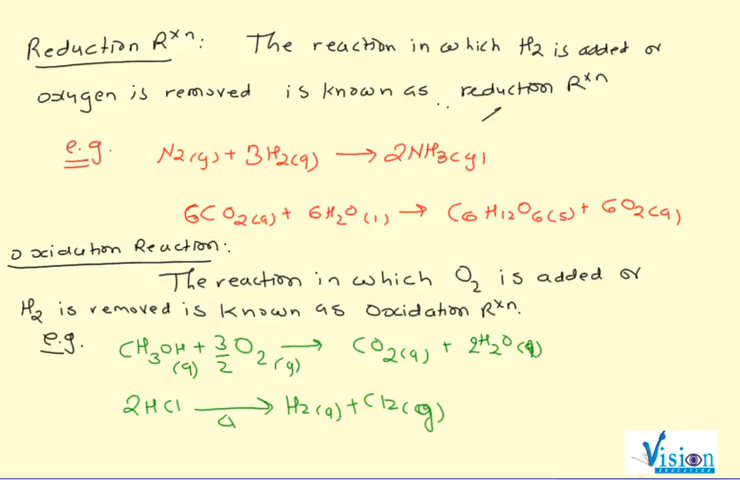 Reduction Rxn: The reaction in which H2 is added or
oxygen is removed is known as .. reduction Rxn
e.g. N2(g) + 3H2(g) → 2NH3(g)
6CO2(g) + 6H2O(l) → C6H12O6(s) + 6O2(g)
Oxidation Reaction:
The reaction in which O2 is added or
H2 is removed is known as Oxidation Rxn.
e.g. CH3OH(g) + 3/2 O2(g) → CO2(g) + 2H2O(g)
2HCl →Δ H2(g) + Cl2(g)
Vision
EDUCATION